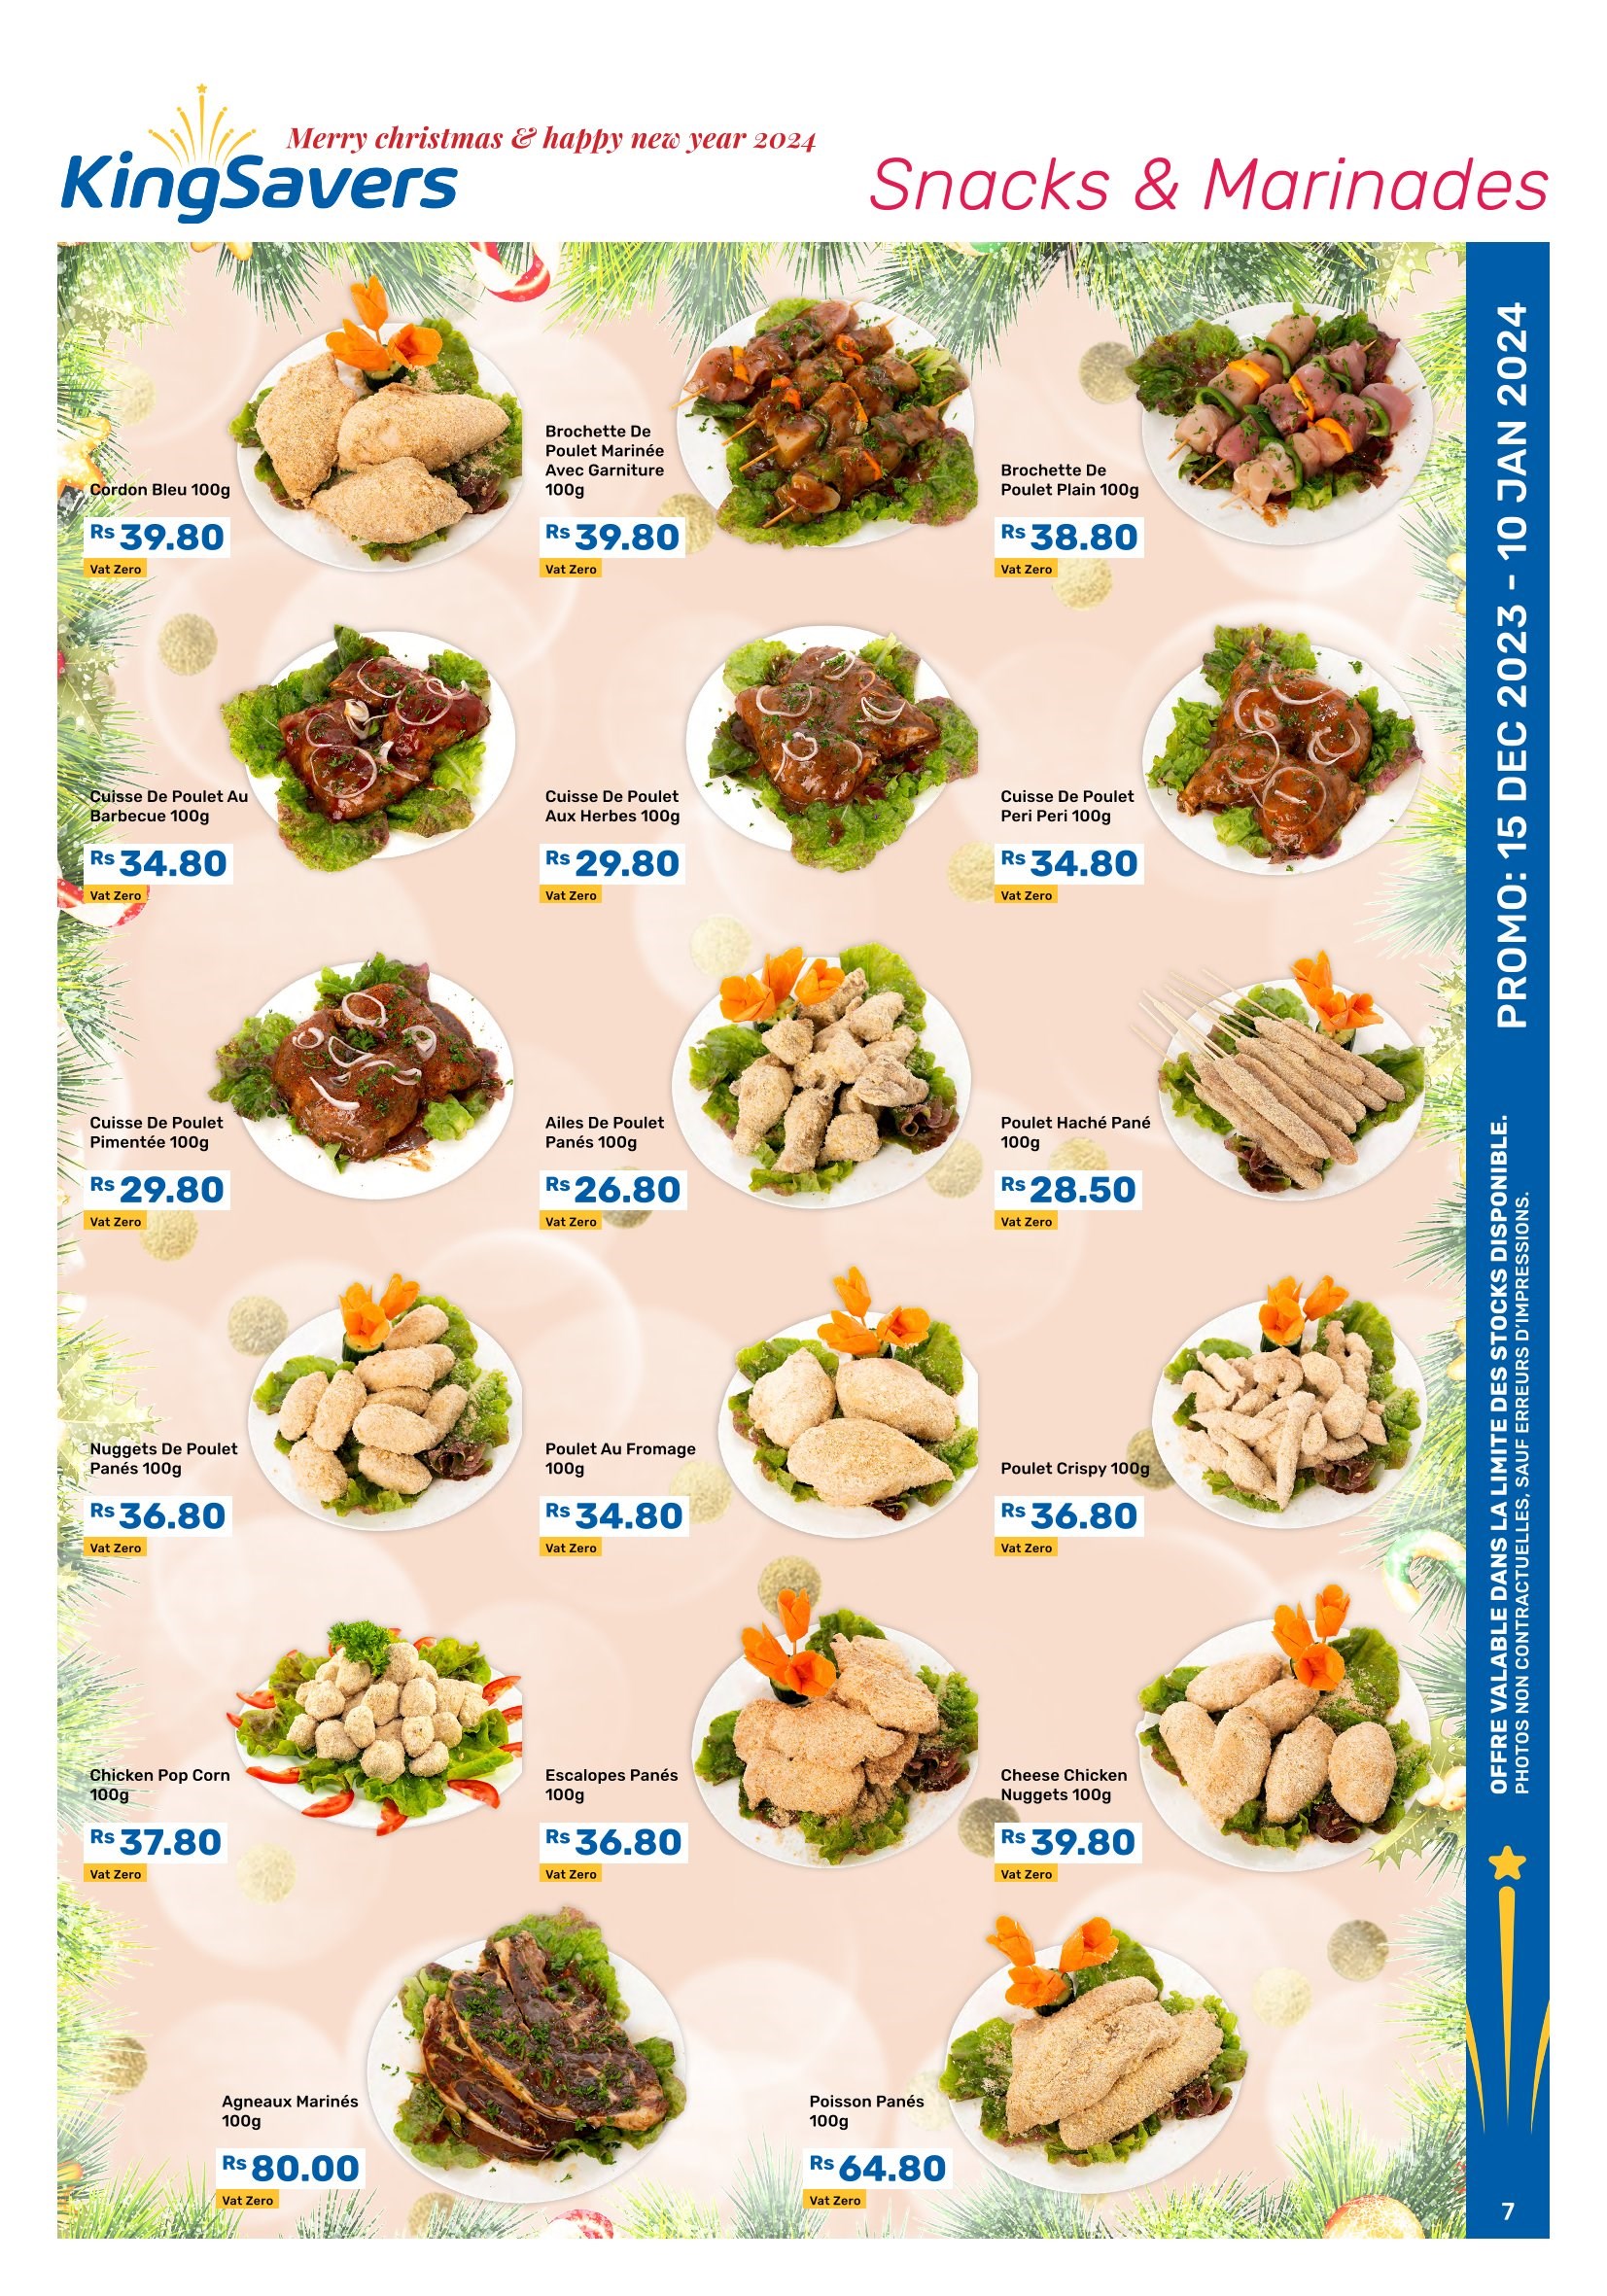 Merry christmas & happy new year 2024
KingSavers
Snacks & Marinades
Cordon Bleu 100g
Rs 39.80
Vat Zero
Brochette De
Poulet Marinée
Avec Garniture
100g
Rs 39.80
Vat Zero
Brochette De
Poulet Plain 100g
Rs 38.80
Vat Zero
Cuisse De Poulet Au
Barbecue 100g
Rs 34.80
Vat Zero
Cuisse De Poulet
Aux Herbes 100g
Rs 29.80
Vat Zero
Cuisse De Poulet
Peri Peri 100g
Rs 34.80
Vat Zero
Cuisse De Poulet
Pimentée 100g
Rs 29.80
Vat Zero
Ailes De Poulet
Panés 100g
Rs 26.80
Vat Zero
Poulet Haché Pané
100g
Rs 28.50
Vat Zero
Nuggets De Poulet
Panés 100g
Rs 36.80
Vat Zero
Poulet Au Fromage
100g
Rs 34.80
Vat Zero
Poulet Crispy 100g
Rs 36.80
Vat Zero
Chicken Pop Corn
100g
Rs 37.80
Vat Zero
Escalopes Panés
100g
Rs 36.80
Vat Zero
Cheese Chicken
Nuggets 100g
Rs 39.80
Vat Zero
Agneaux Marinés
100g
Rs 80.00
Vat Zero
Poisson Panés
100g
Rs 64.80
Vat Zero
PROMO: 15 DEC 2023 - 10 JAN 2024
OFFRE VALABLE DANS LA LIMITE DES STOCKS DISPONIBLE.
PHOTOS NON CONTRACTUELLES, SAUF ERREURS D'IMPRESSIONS.
7